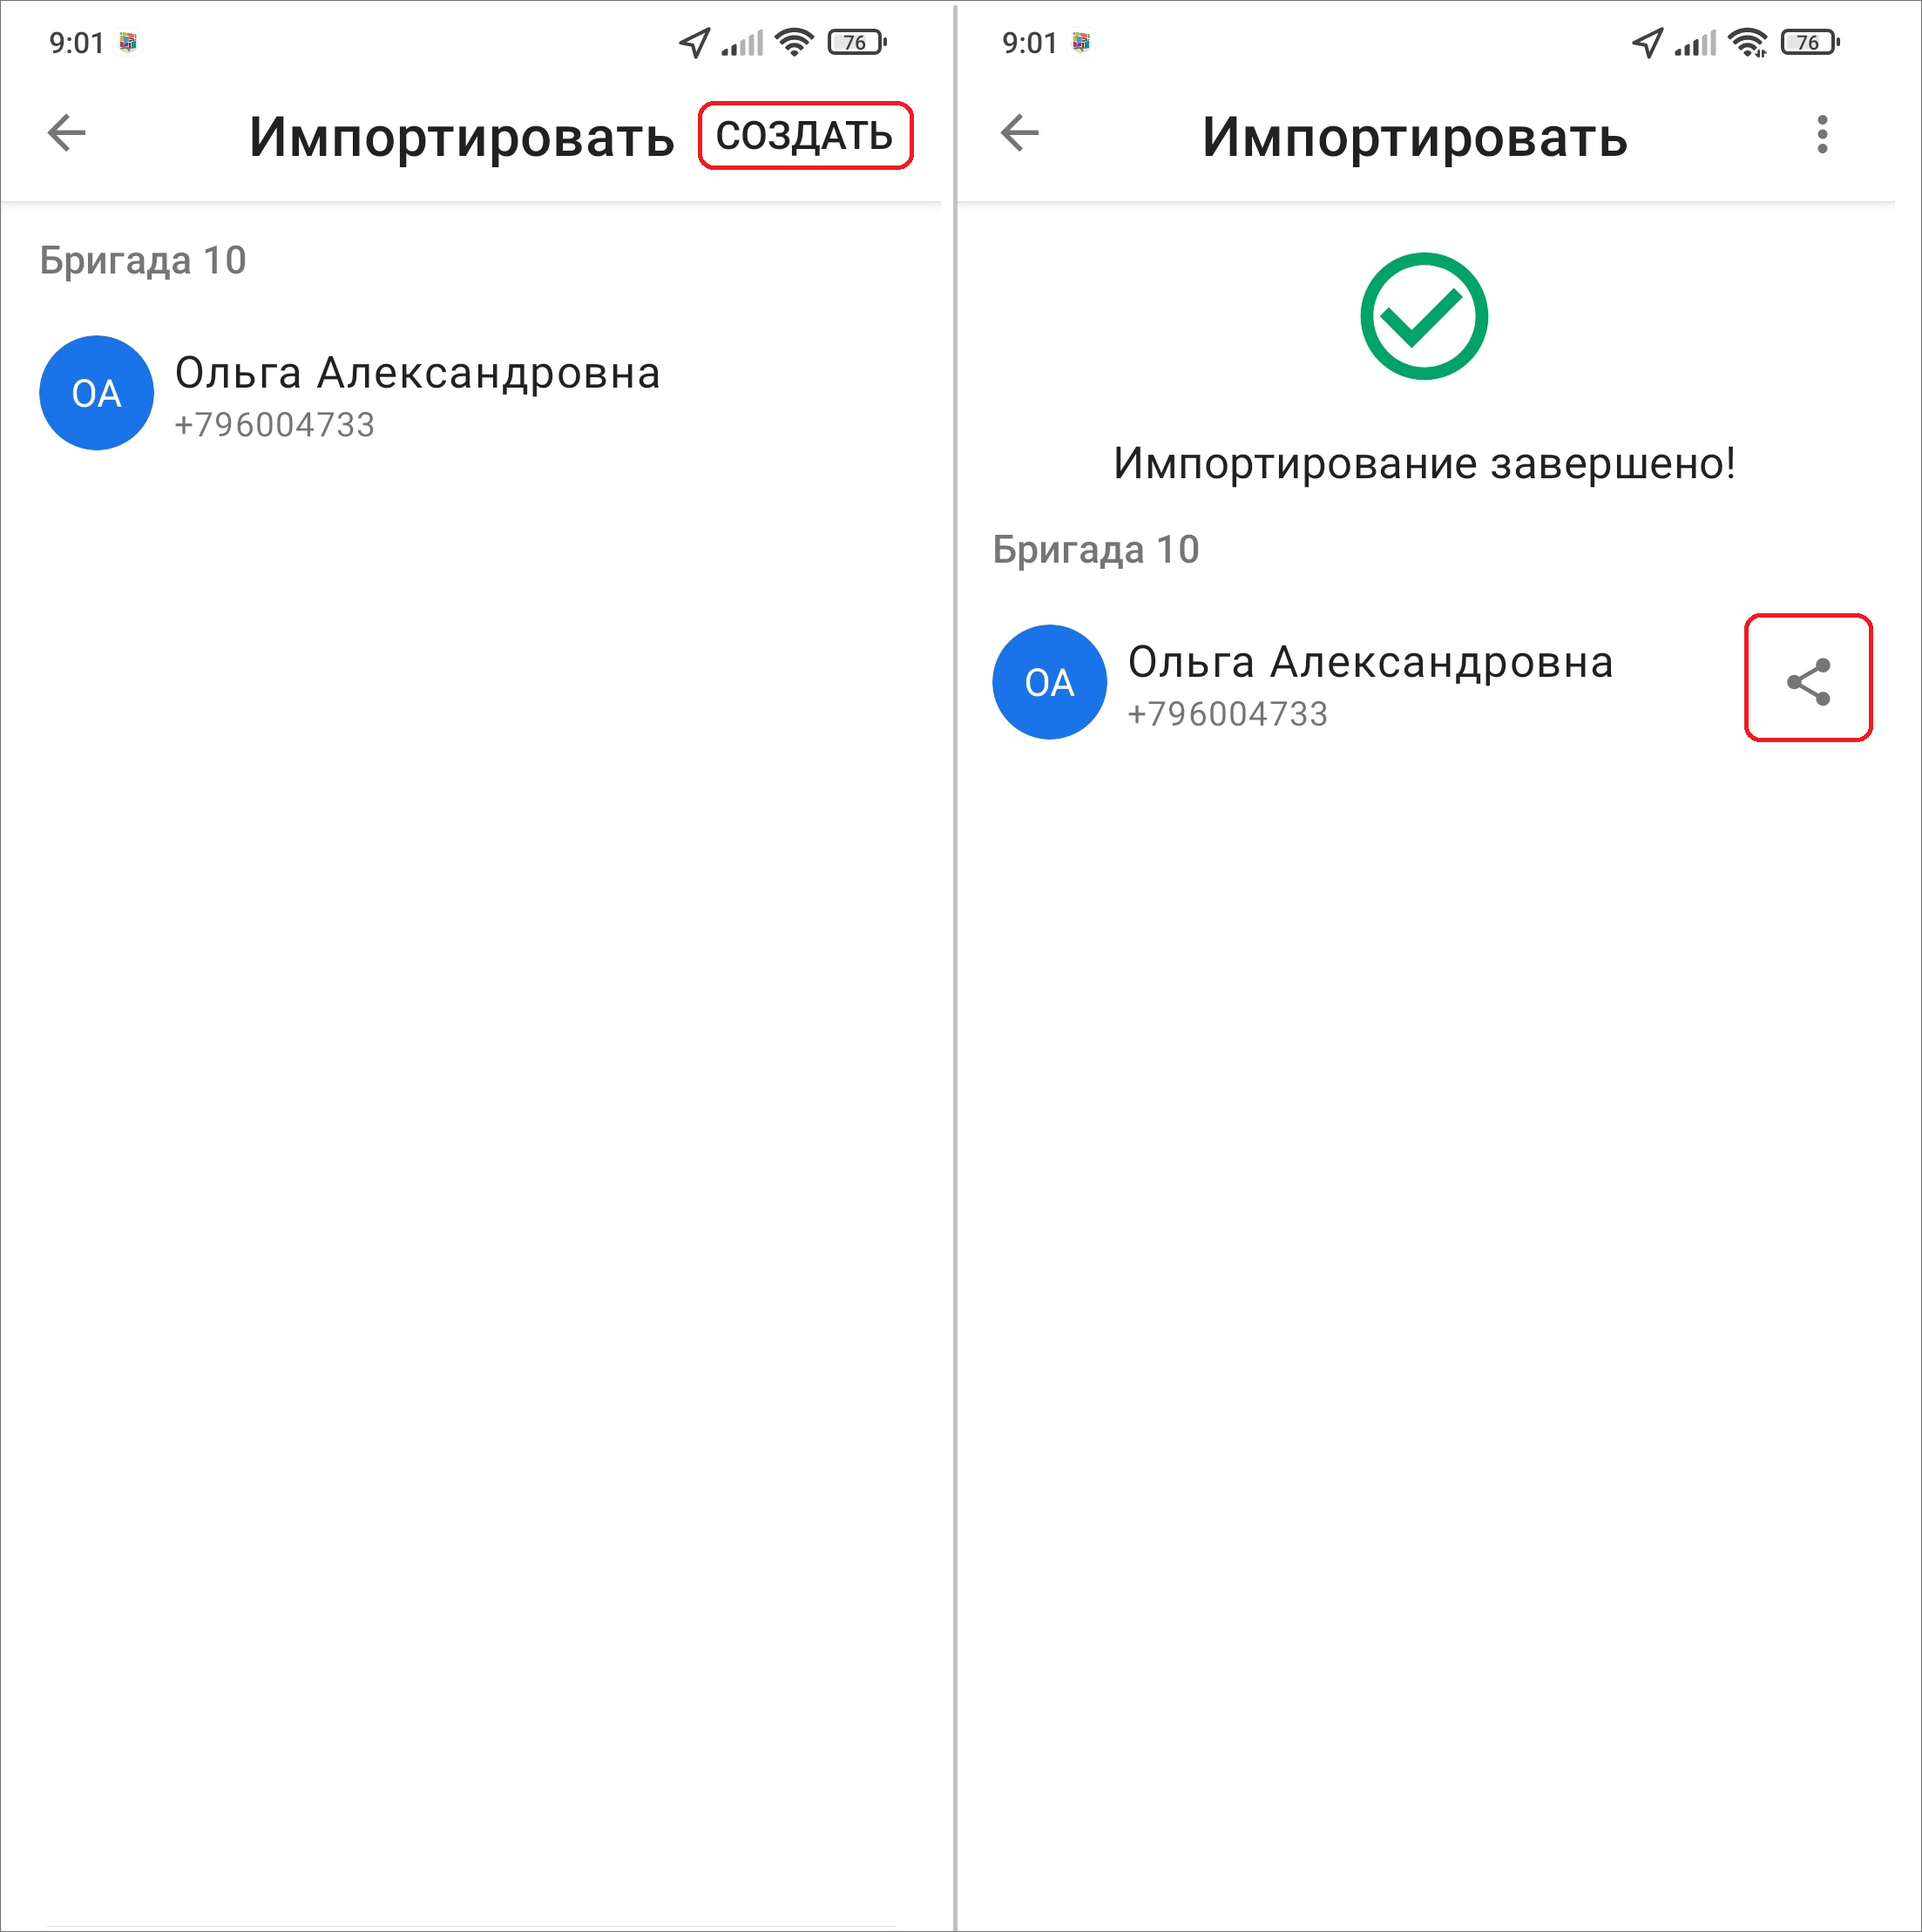 9:01
76
Импортировать СОЗДАТЬ
Бригада 10
ОА
Ольга Александровна
+796004733
9:01
76
Импортировать
Импортирование завершено!
Бригада 10
ОА
Ольга Александровна
+796004733